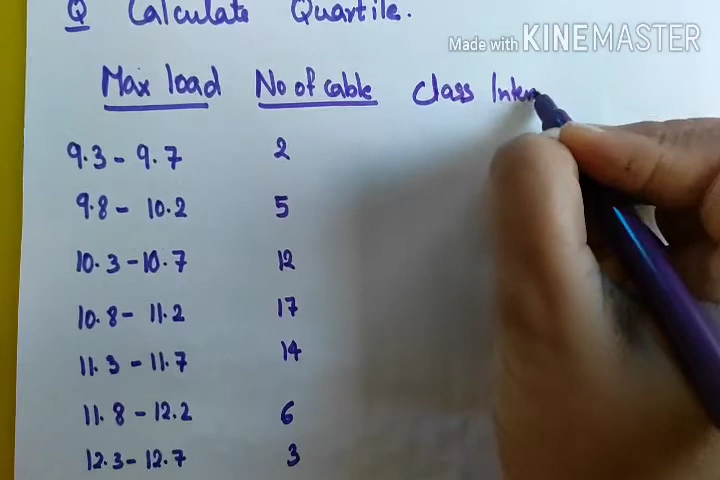 Q Calculate Quartile.
Made with KINEMASTER
Max load No of cable Class Inter
9.3 - 9.7 2
9.8 - 10.2 5
10.3 - 10.7 12
10.8 - 11.2 17
11.3 - 11.7 14
11.8 - 12.2 6
12.3 - 12.7 3